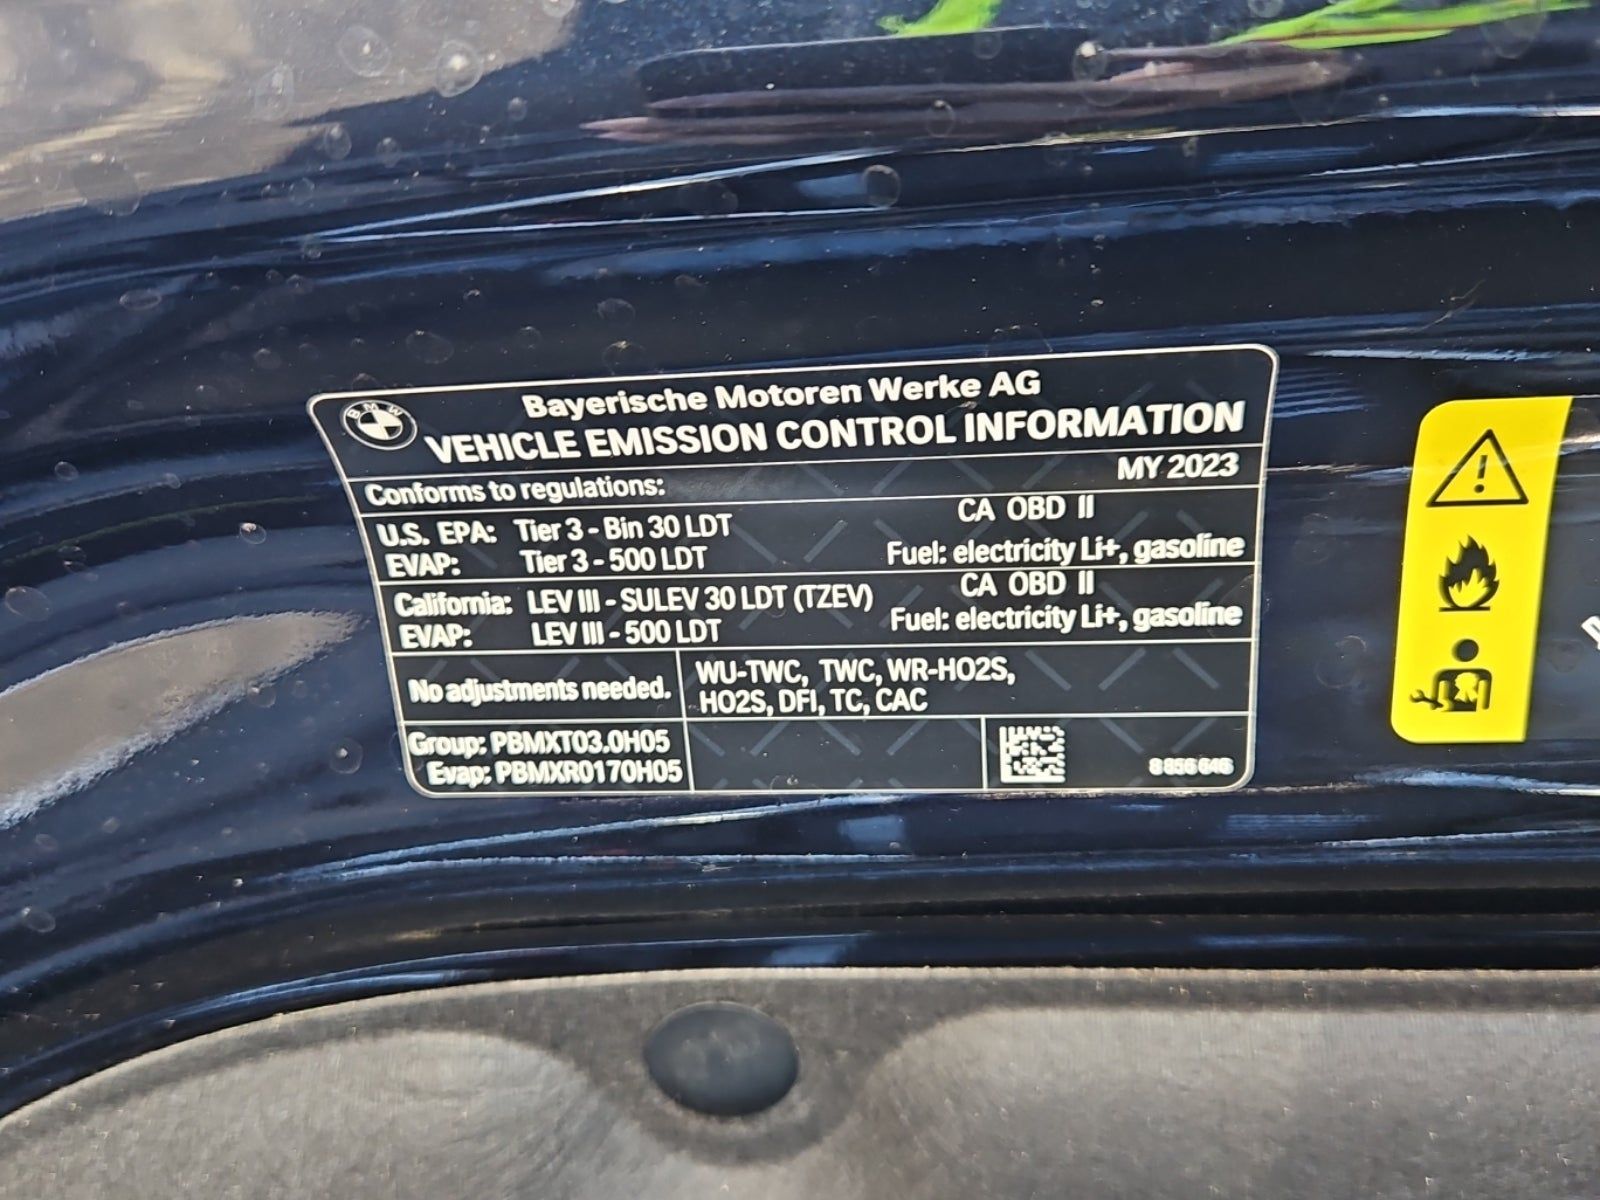 BMW
Bayerische Motoren Werke AG
VEHICLE EMISSION CONTROL INFORMATION
MY 2023
Conforms to regulations:
U.S. EPA: Tier 3 - Bin 30 LDT CA OBD II
EVAP: Tier 3 - 500 LDT Fuel: electricity Li+, gasoline
California: LEV III - SULEV 30 LDT (TZEV) CA OBD II
EVAP: LEV III - 500 LDT Fuel: electricity Li+, gasoline
No adjustments needed.
WU-TWC, TWC, WR-HO2S,
HO2S, DFI, TC, CAC
Group: PBMXT03.0H05
Evap: PBMXR0170H05
8 856 646